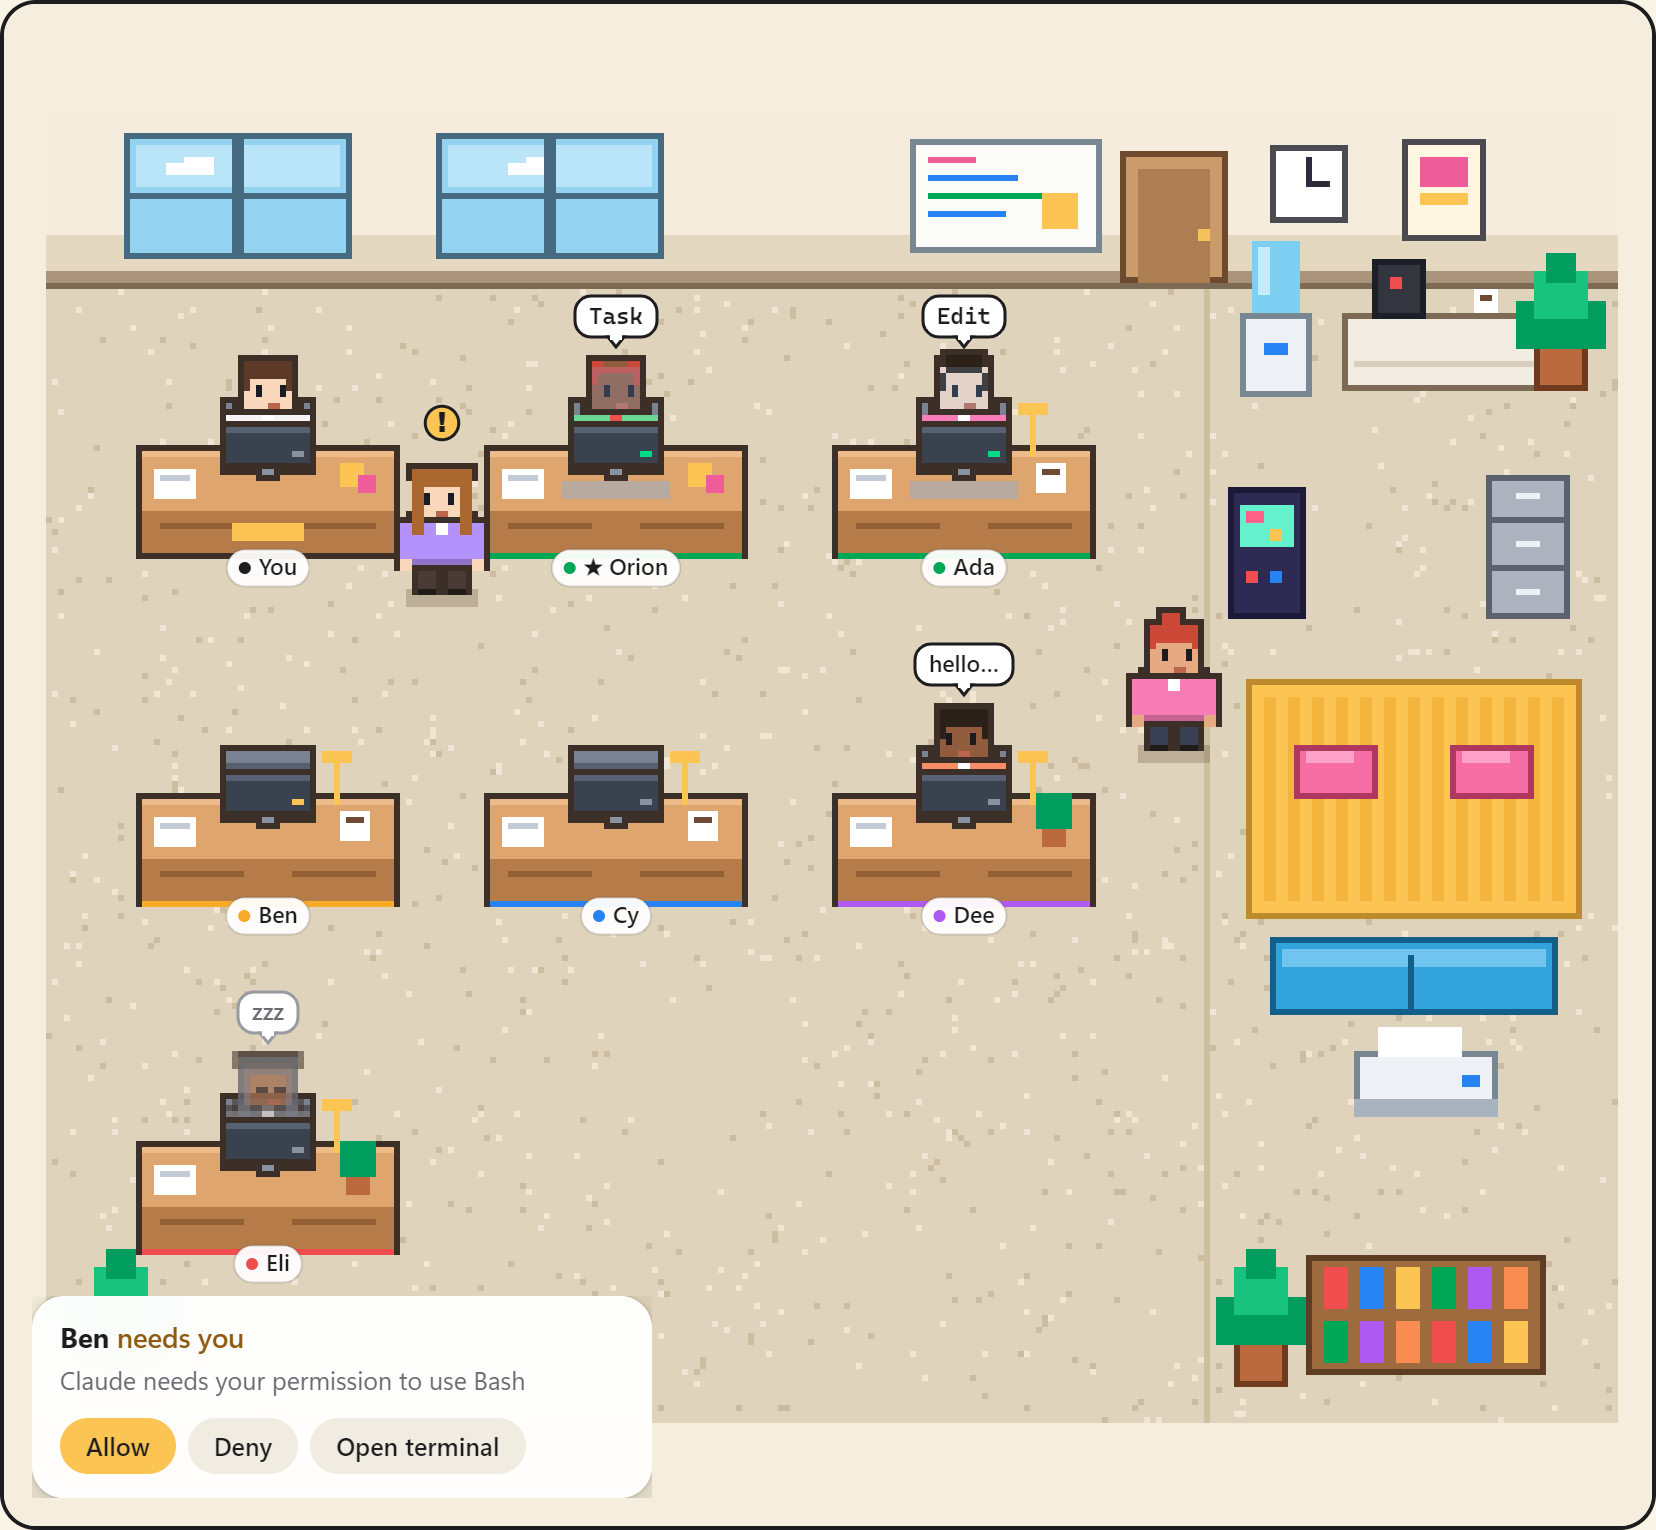 Task
Edit
!
You
★ Orion
Ada
hello...
Ben
Cy
Dee
zzz
Eli
Ben needs you
Claude needs your permission to use Bash
Allow
Deny
Open terminal